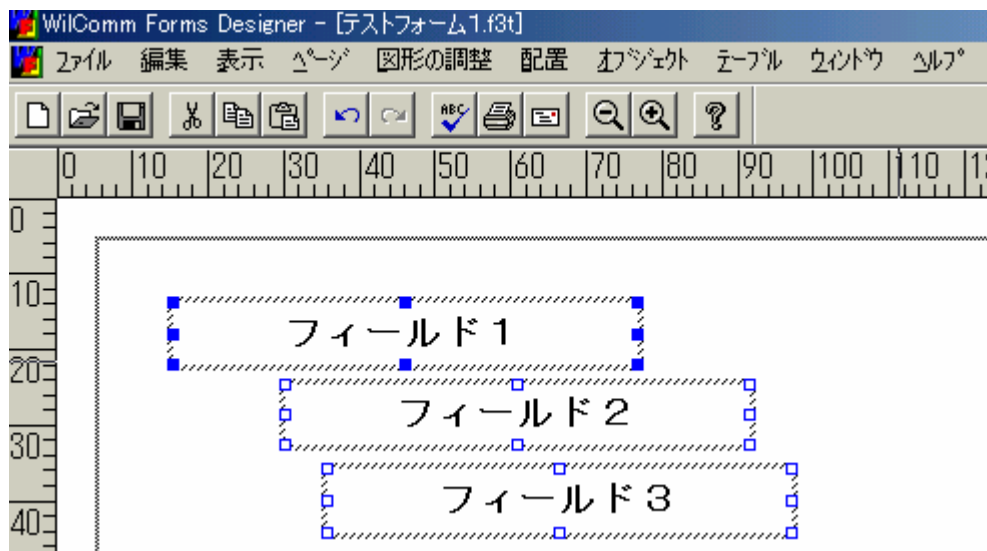 WilComm Forms Designer - [テストフォーム1.f3t]
ファイル 編集 表示 ページ 図形の調整 配置 オブジェクト テーブル ウィンドウ ヘルプ
ABC
0 10 20 30 40 50 60 70 80 90 100 110
0
10
フィールド1
20
フィールド2
30
フィールド3
40